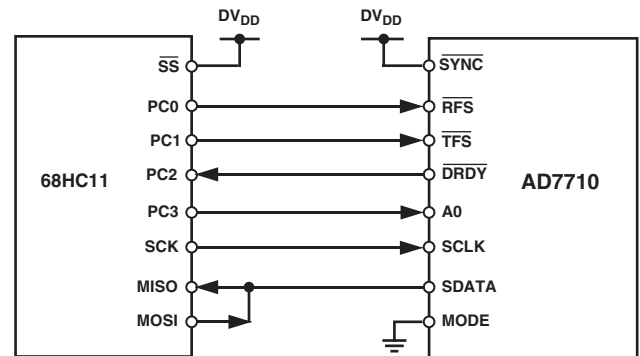 DVDD DVDD
SS SYNC
PC0 RFS
PC1 TFS
68HC11 PC2 DRDY AD7710
PC3 A0
SCK SCLK
MISO SDATA
MOSI MODE